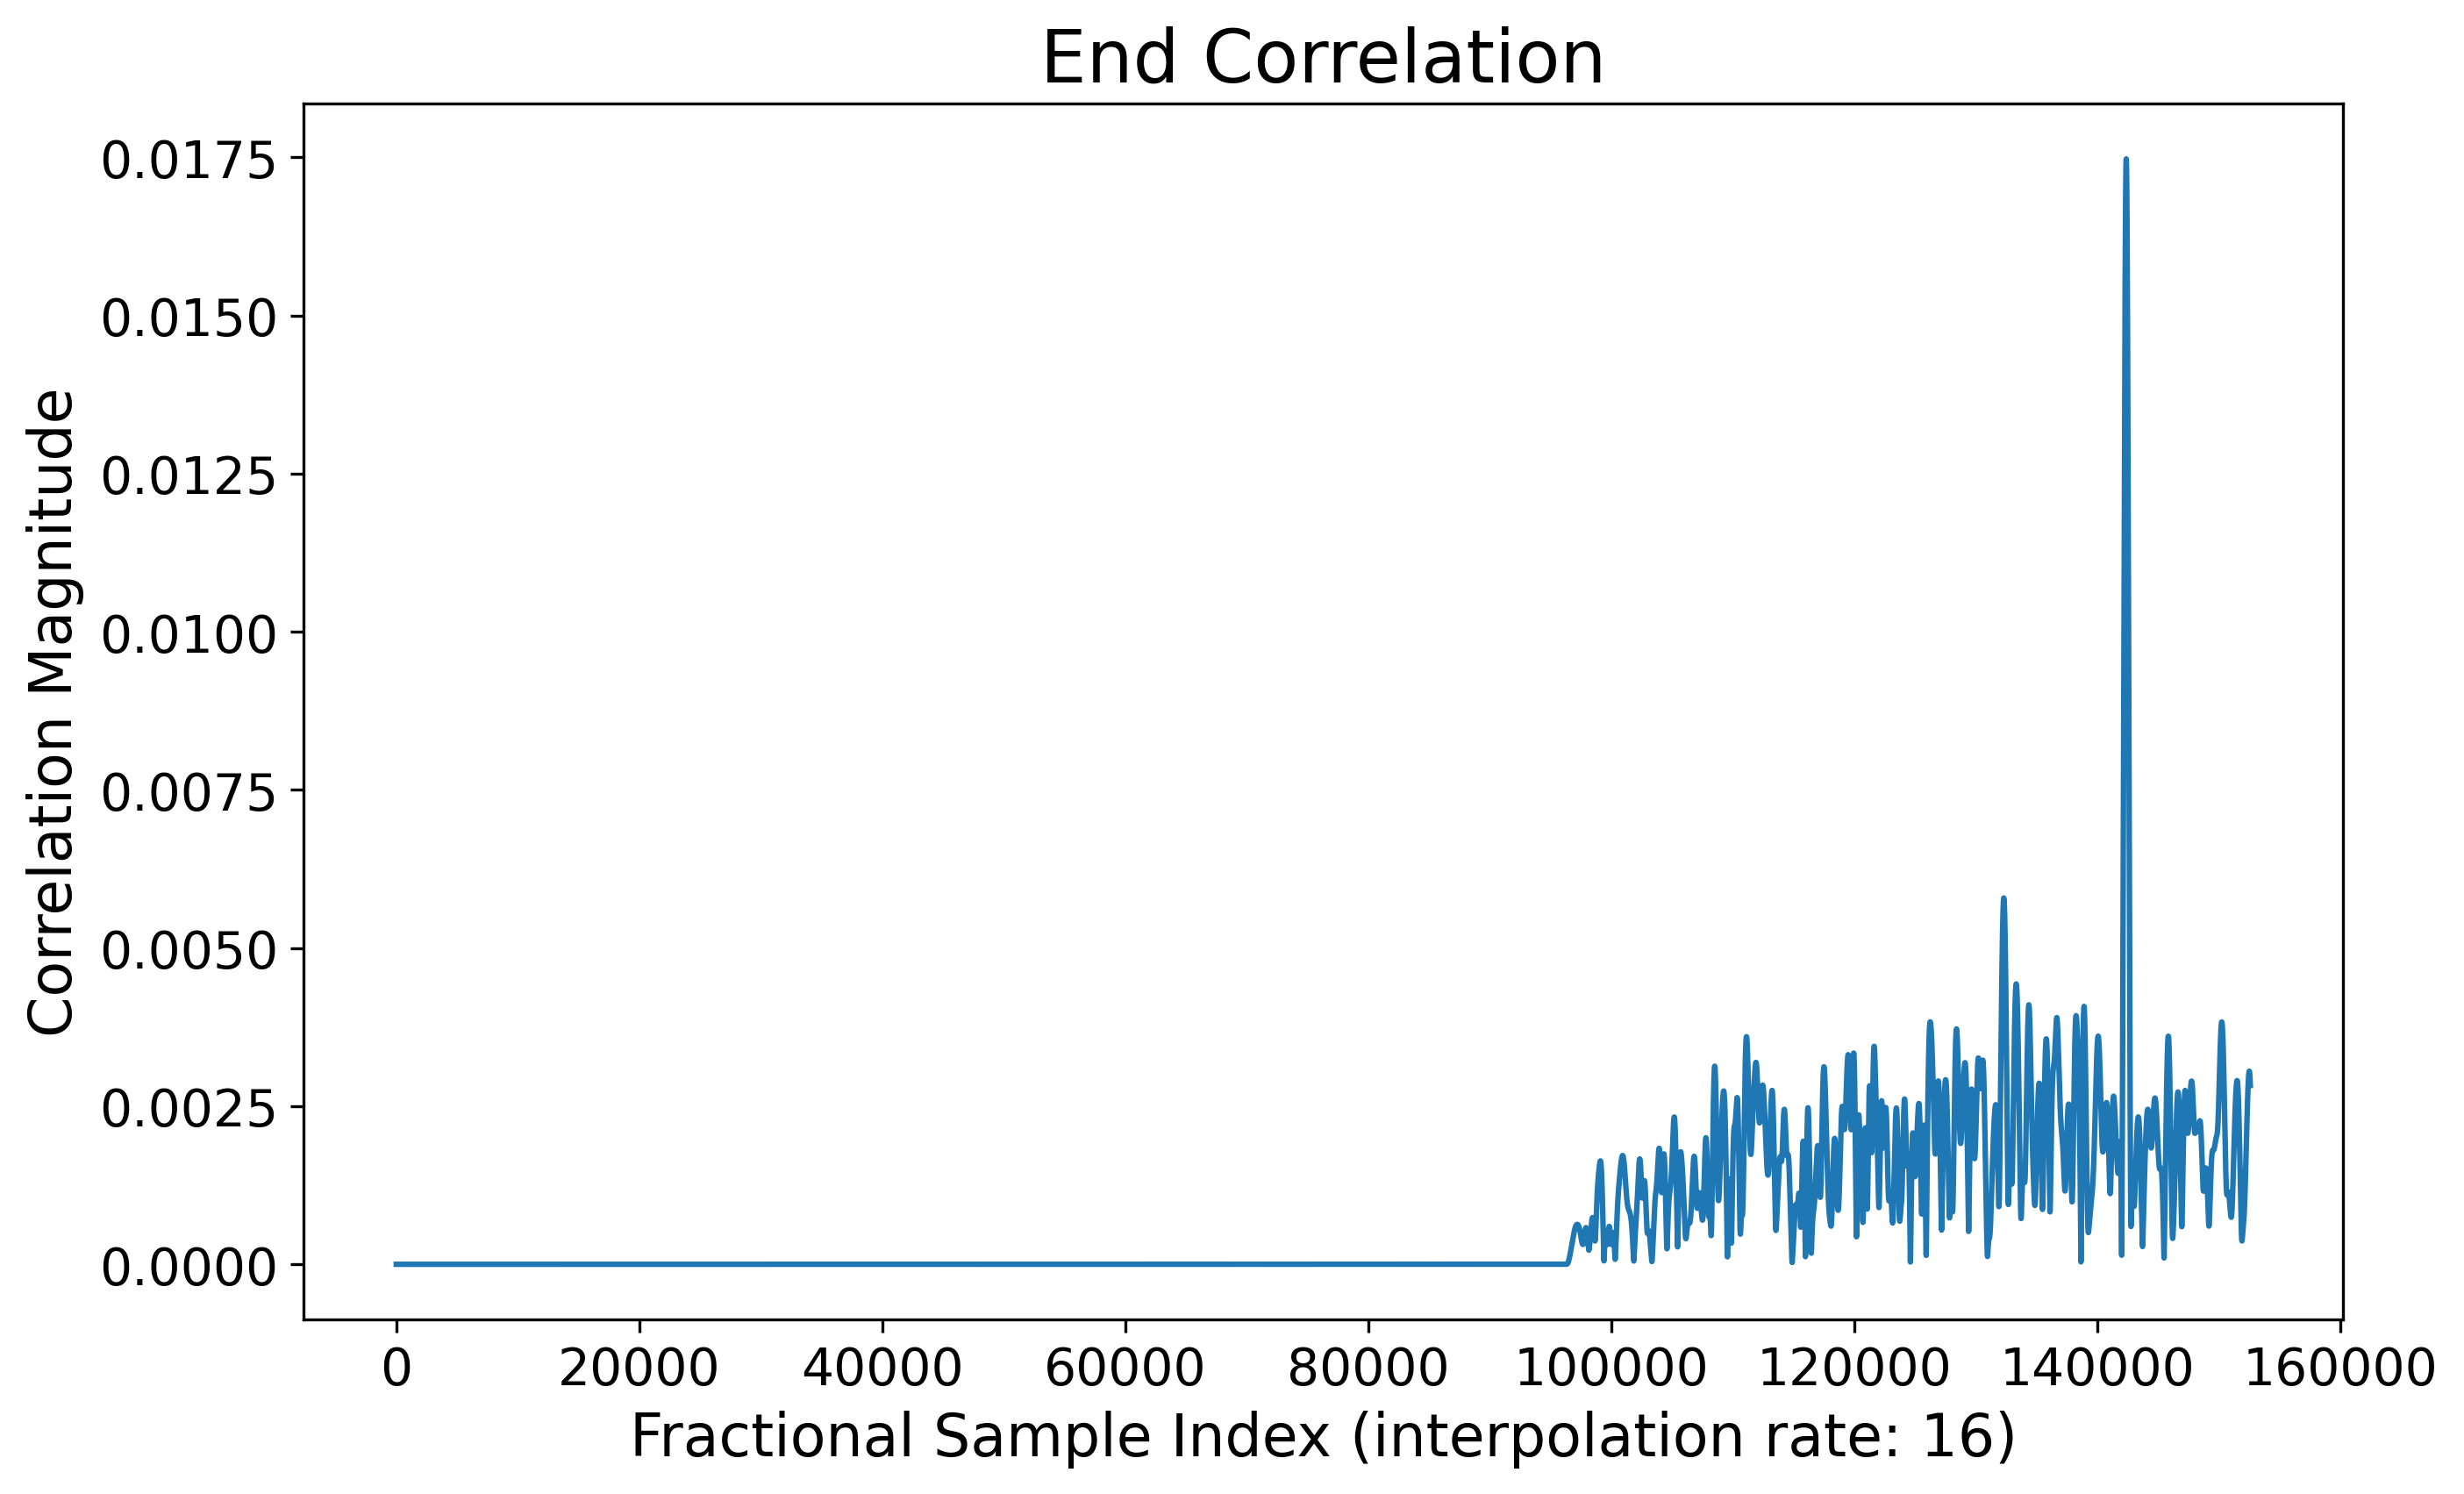 End Correlation
Correlation Magnitude
0.0175
0.0150
0.0125
0.0100
0.0075
0.0050
0.0025
0.0000
0 20000 40000 60000 80000 100000 120000 140000 160000
Fractional Sample Index (interpolation rate: 16)